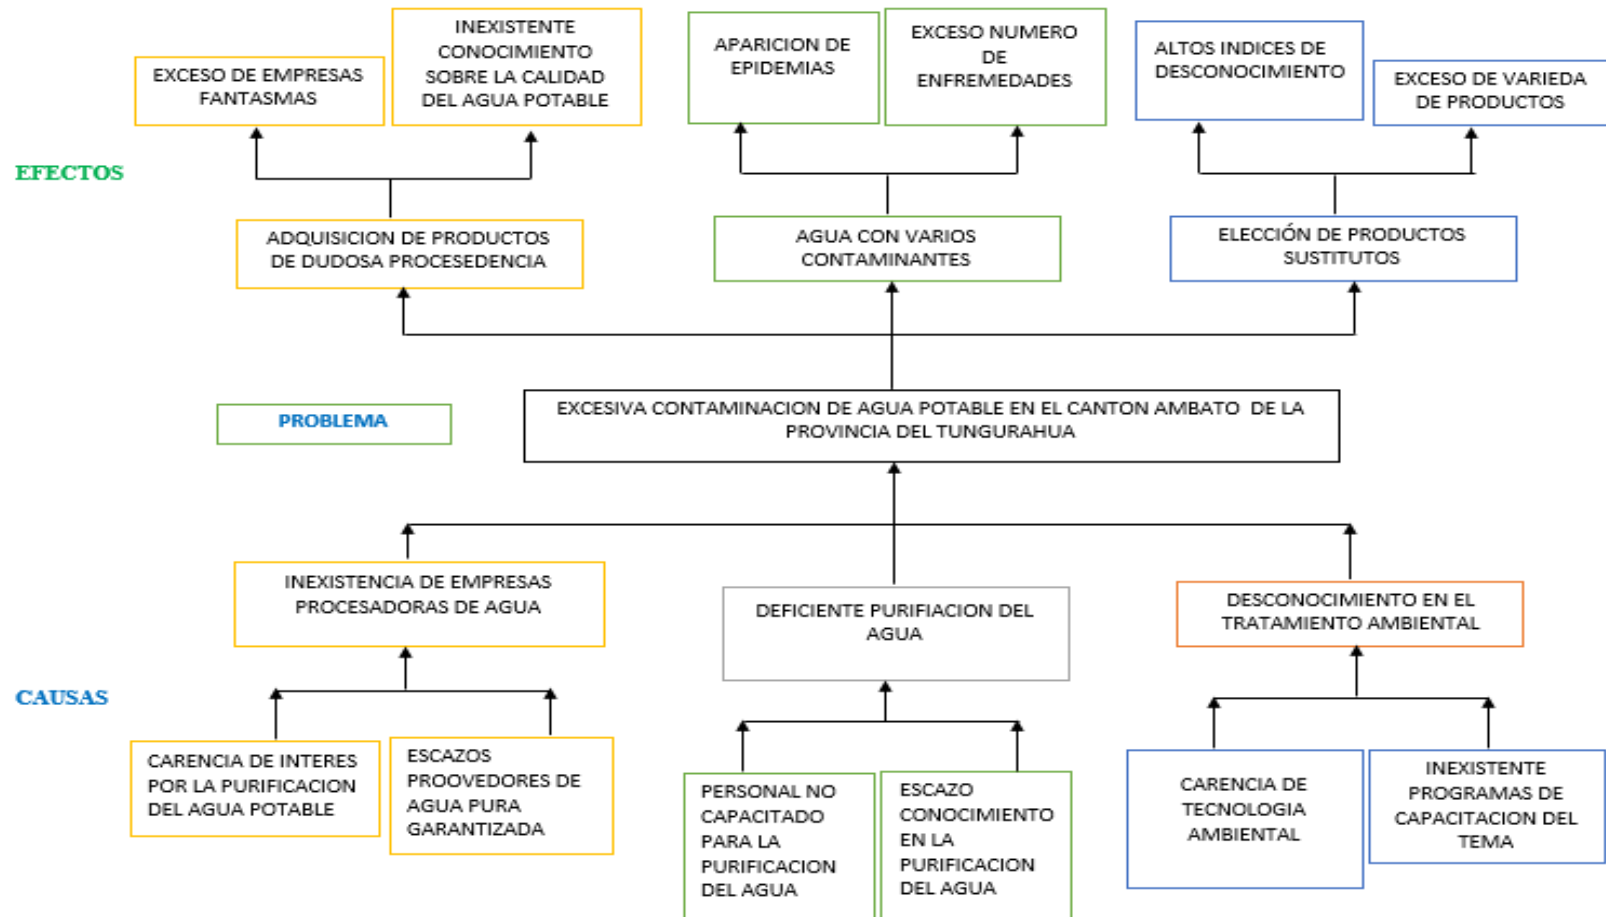 EXCESO DE EMPRESAS
FANTASMAS
INEXISTENTE
CONOCIMIENTO
SOBRE LA CALIDAD
DEL AGUA POTABLE
APARICION DE
EPIDEMIAS
EXCESO NUMERO
DE
ENFREMEDADES
ALTOS INDICES DE
DESCONOCIMIENTO
EXCESO DE VARIEDA
DE PRODUCTOS
EFECTOS
ADQUISICION DE PRODUCTOS
DE DUDOSA PROCESEDENCIA
AGUA CON VARIOS
CONTAMINANTES
ELECCIÓN DE PRODUCTOS
SUSTITUTOS
PROBLEMA
EXCESIVA CONTAMINACION DE AGUA POTABLE EN EL CANTON AMBATO DE LA
PROVINCIA DEL TUNGURAHUA
INEXISTENCIA DE EMPRESAS
PROCESADORAS DE AGUA
DEFICIENTE PURIFIACION DEL
AGUA
DESCONOCIMIENTO EN EL
TRATAMIENTO AMBIENTAL
CAUSAS
CARENCIA DE INTERES
POR LA PURIFICACION
DEL AGUA POTABLE
ESCAZOS
PROOVEDORES DE
AGUA PURA
GARANTIZADA
PERSONAL NO
CAPACITADO
PARA LA
PURIFICACION
DEL AGUA
ESCAZO
CONOCIMIENTO
EN LA
PURIFICACION
DEL AGUA
CARENCIA DE
TECNOLOGIA
AMBIENTAL
INEXISTENTE
PROGRAMAS DE
CAPACITACION DEL
TEMA